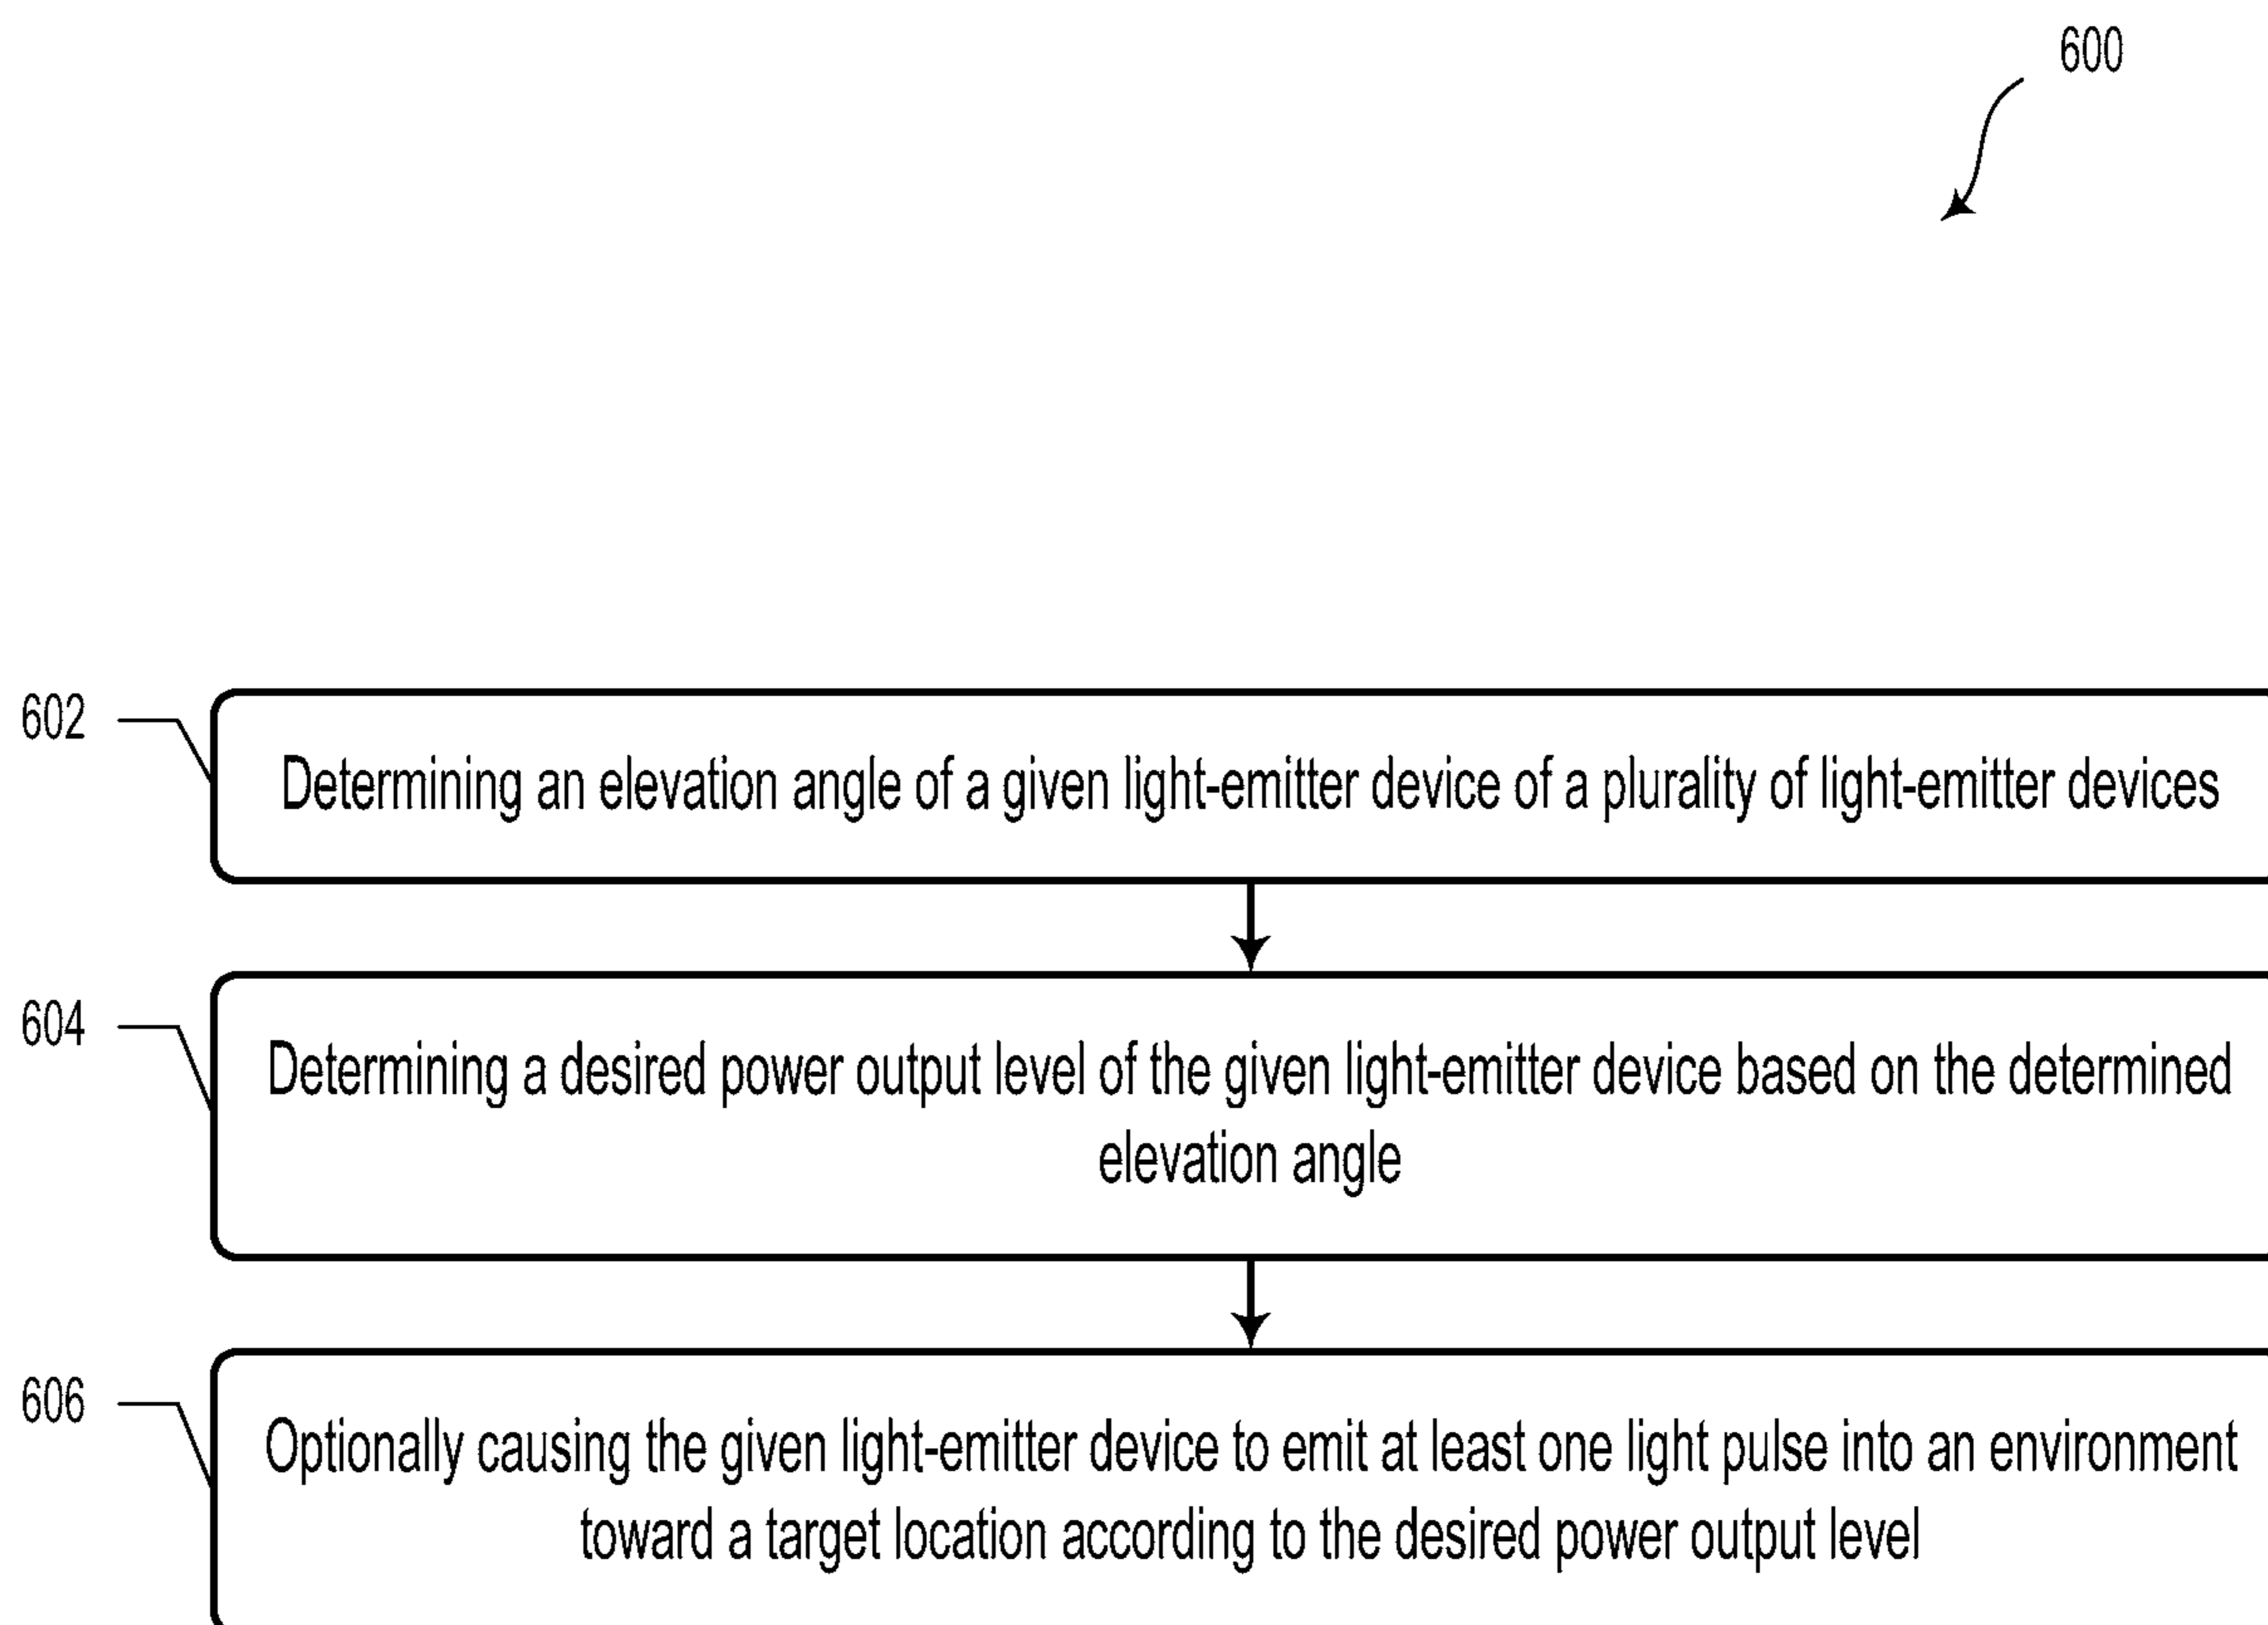 600
602
Determining an elevation angle of a given light-emitter device of a plurality of light-emitter devices
604
Determining a desired power output level of the given light-emitter device based on the determined
elevation angle
606
Optionally causing the given light-emitter device to emit at least one light pulse into an environment
toward a target location according to the desired power output level